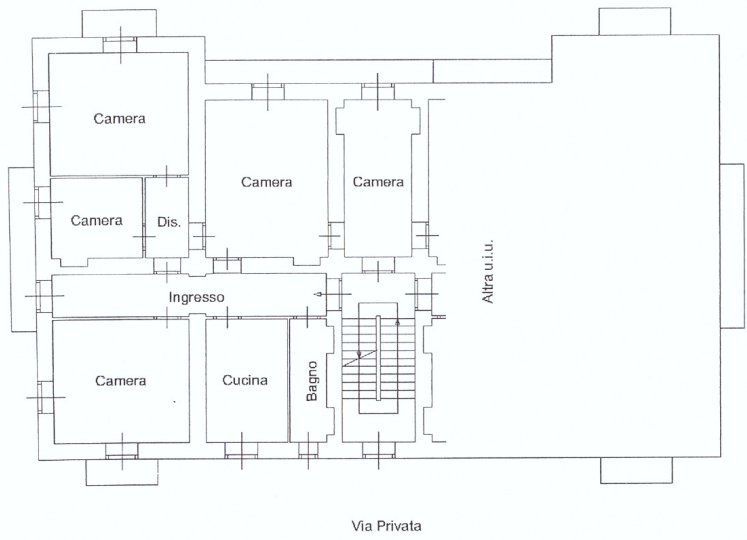 Camera
Camera
Camera
Camera
Dis.
Altra u.i.u.
Ingresso
Camera
Cucina
Bagno
Via Privata